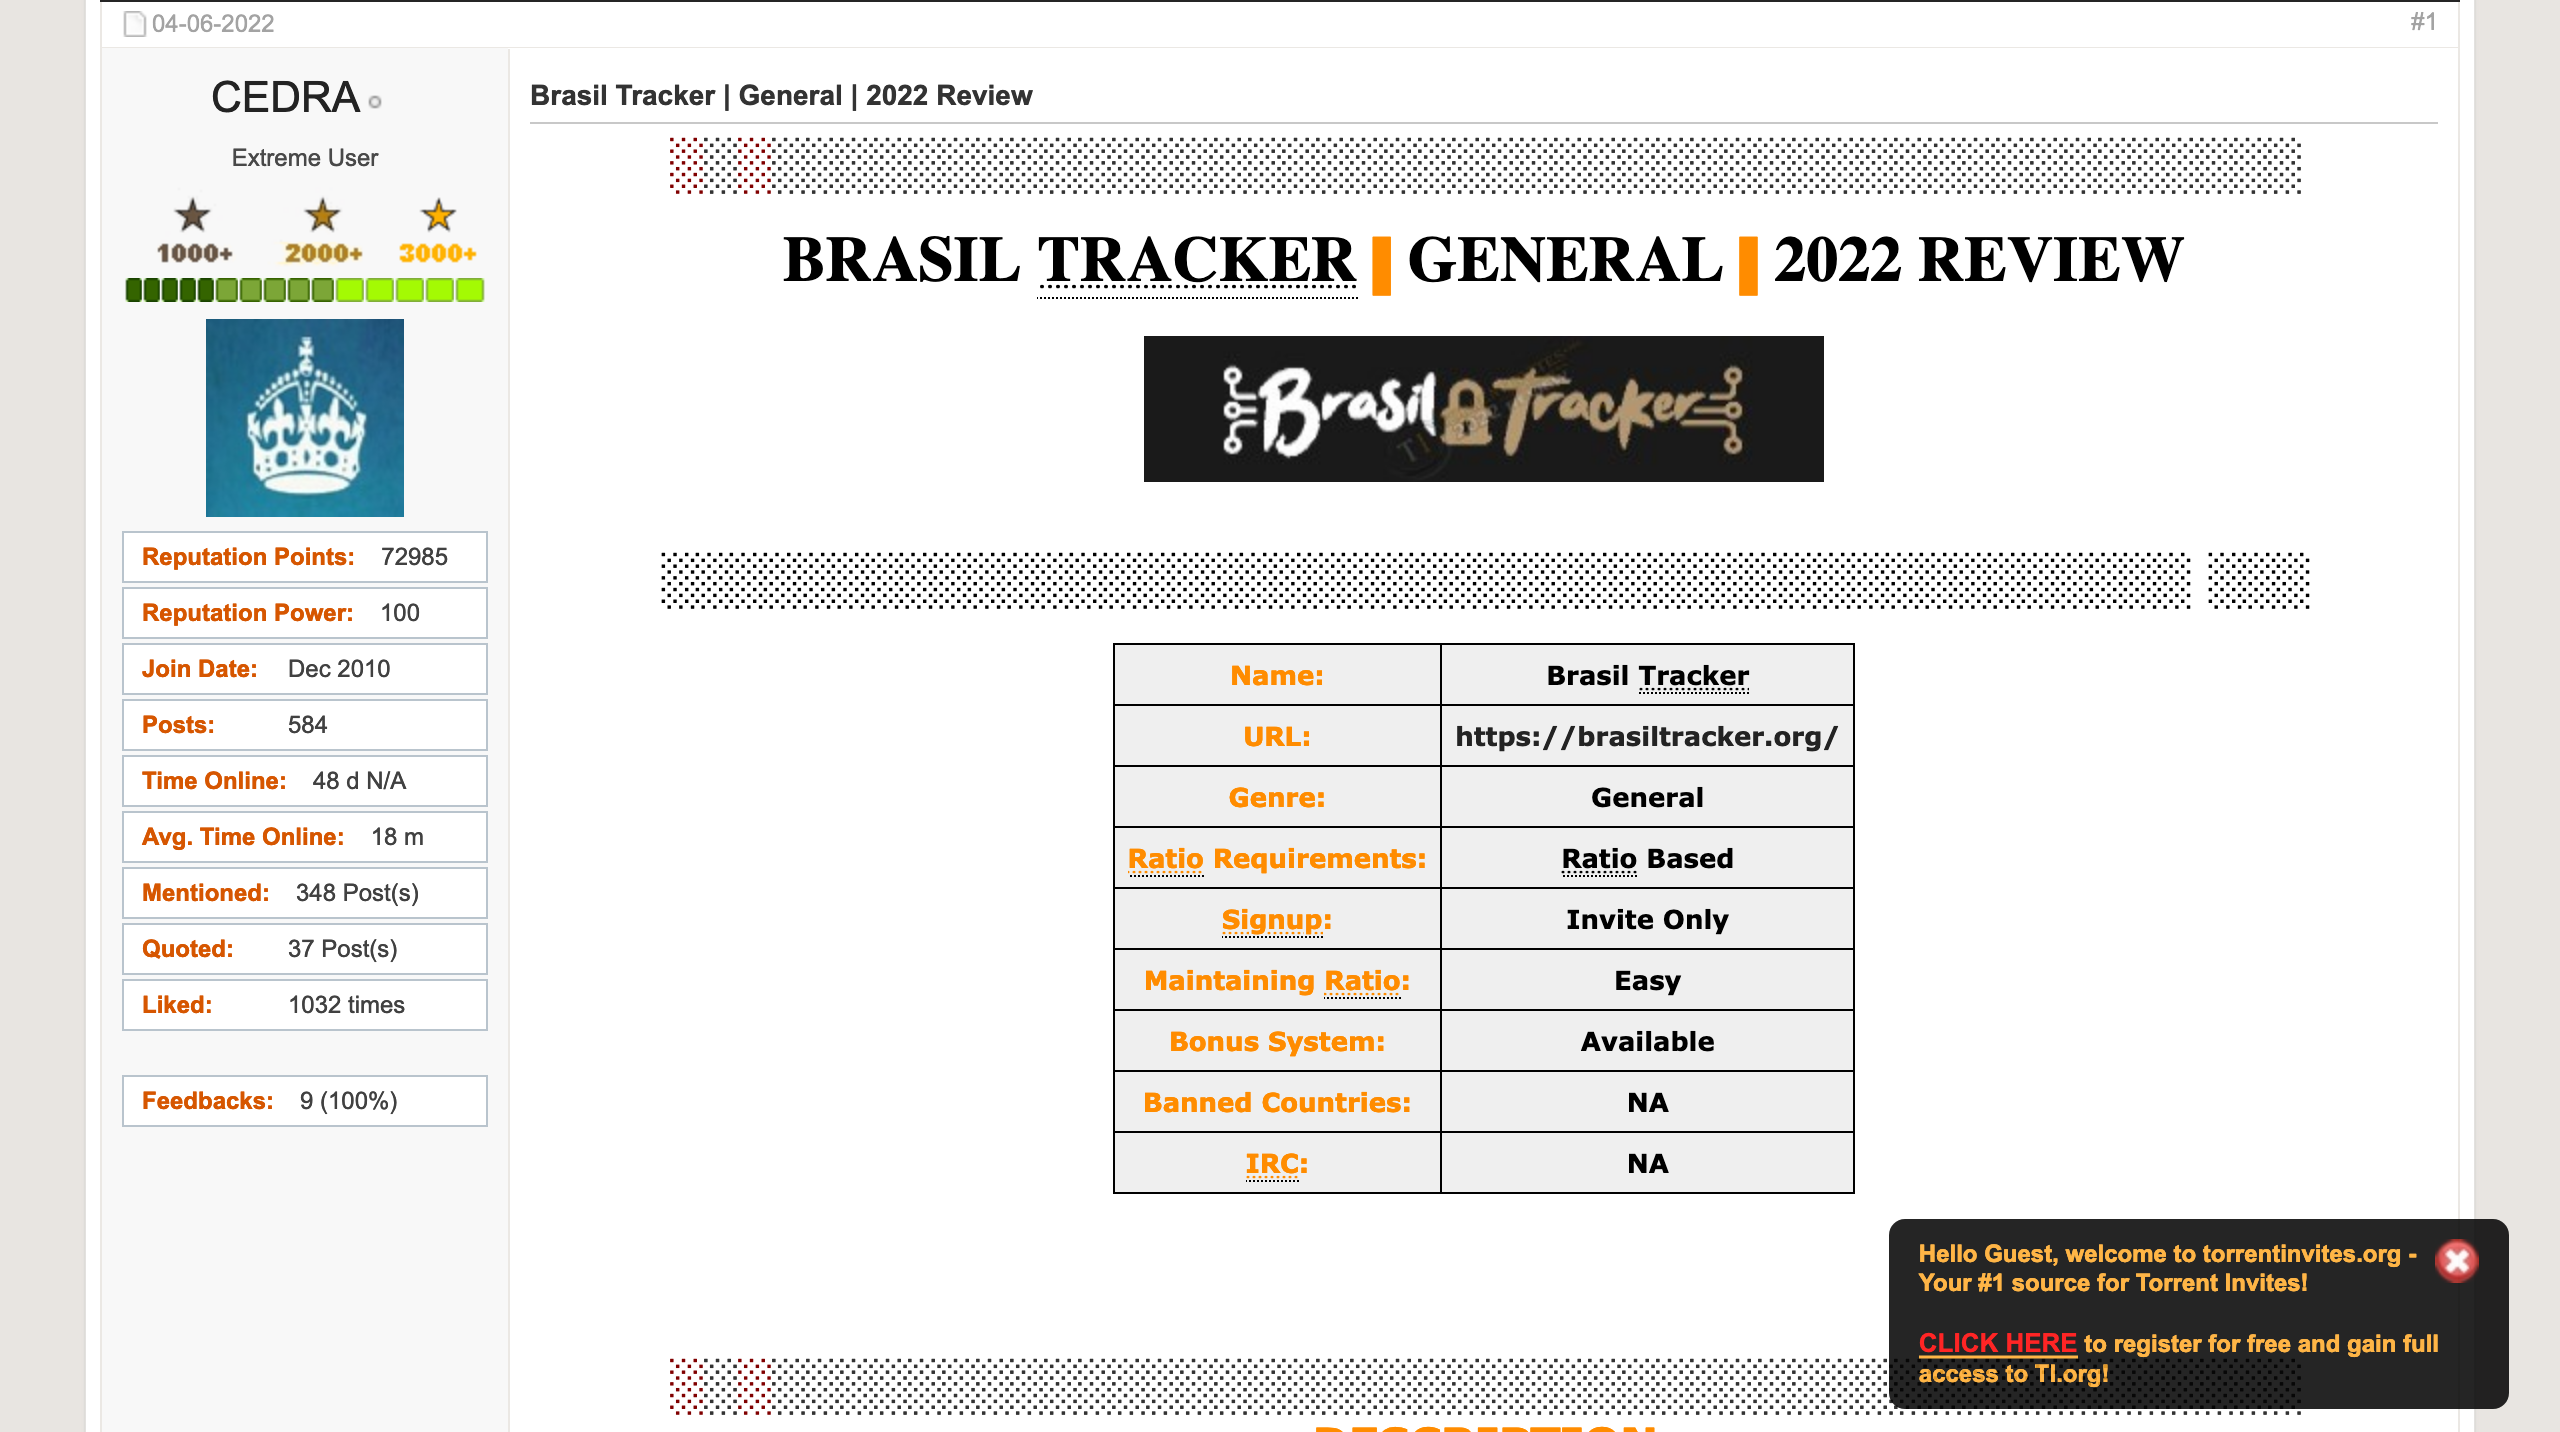 04-06-2022
#1
CEDRA
Extreme User
1000+ 2000+ 3000+
Reputation Points: 72985
Reputation Power: 100
Join Date: Dec 2010
Posts: 584
Time Online: 48 d N/A
Avg. Time Online: 18 m
Mentioned: 348 Post(s)
Quoted: 37 Post(s)
Liked: 1032 times
Feedbacks: 9 (100%)
Brasil Tracker | General | 2022 Review
BRASIL TRACKER | GENERAL | 2022 REVIEW
Brasil Tracker
Name: Brasil Tracker
URL: https://brasiltracker.org/
Genre: General
Ratio Requirements: Ratio Based
Signup: Invite Only
Maintaining Ratio: Easy
Bonus System: Available
Banned Countries: NA
IRC: NA
Hello Guest, welcome to torrentinvites.org -
Your #1 source for Torrent Invites!
CLICK HERE to register for free and gain full
access to TI.org!
DESCRIPTION